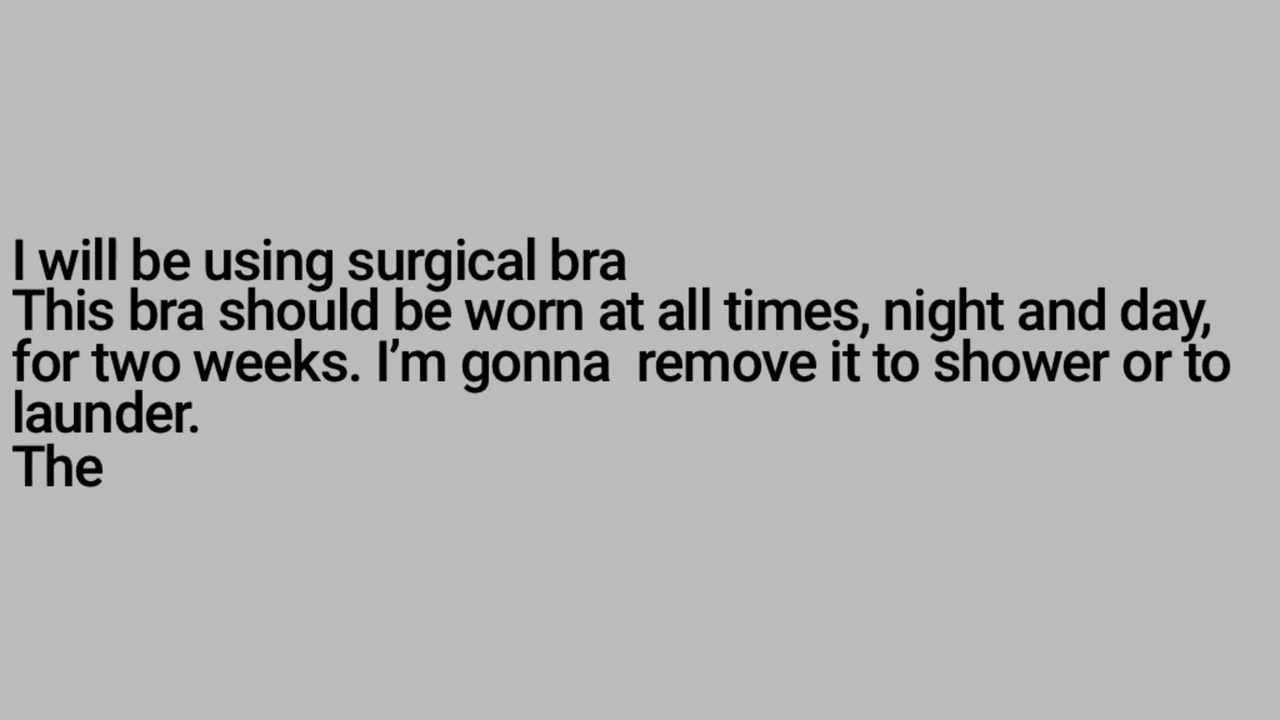 I will be using surgical bra
This bra should be worn at all times, night and day,
for two weeks. I’m gonna  remove it to shower or to
launder.
The